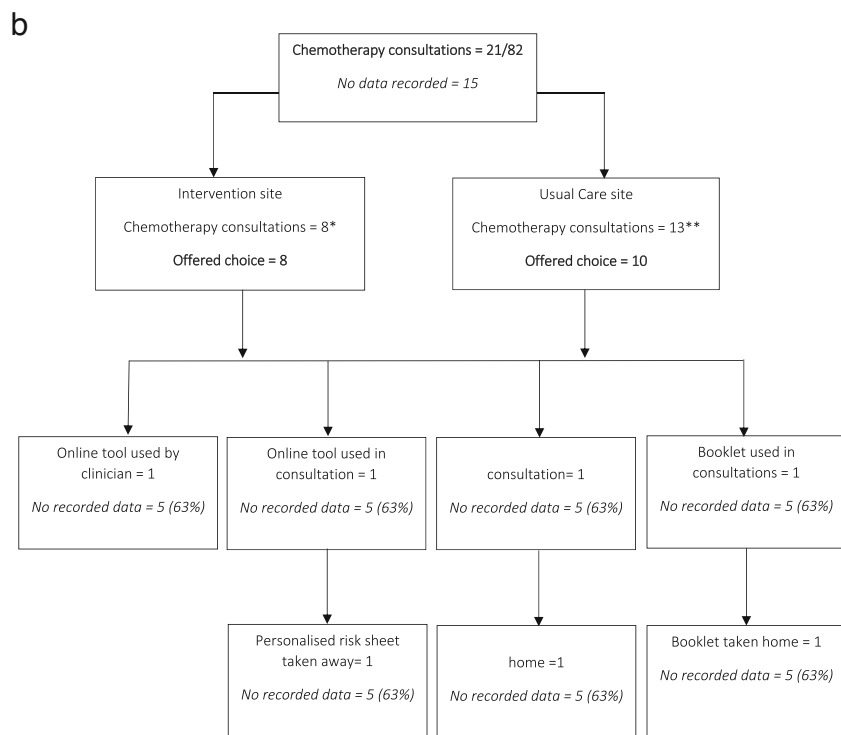 b
Chemotherapy consultations = 21/82
No data recorded = 15
Intervention site
Chemotherapy consultations = 8*
Offered choice = 8
Usual Care site
Chemotherapy consultations = 13**
Offered choice = 10
Online tool used by
clinician = 1
No recorded data = 5 (63%)
Online tool used in
consultation = 1
No recorded data = 5 (63%)
consultation= 1
No recorded data = 5 (63%)
Booklet used in
consultations = 1
No recorded data = 5 (63%)
Personalised risk sheet
taken away= 1
No recorded data = 5 (63%)
home =1
No recorded data = 5 (63%)
Booklet taken home = 1
No recorded data = 5 (63%)